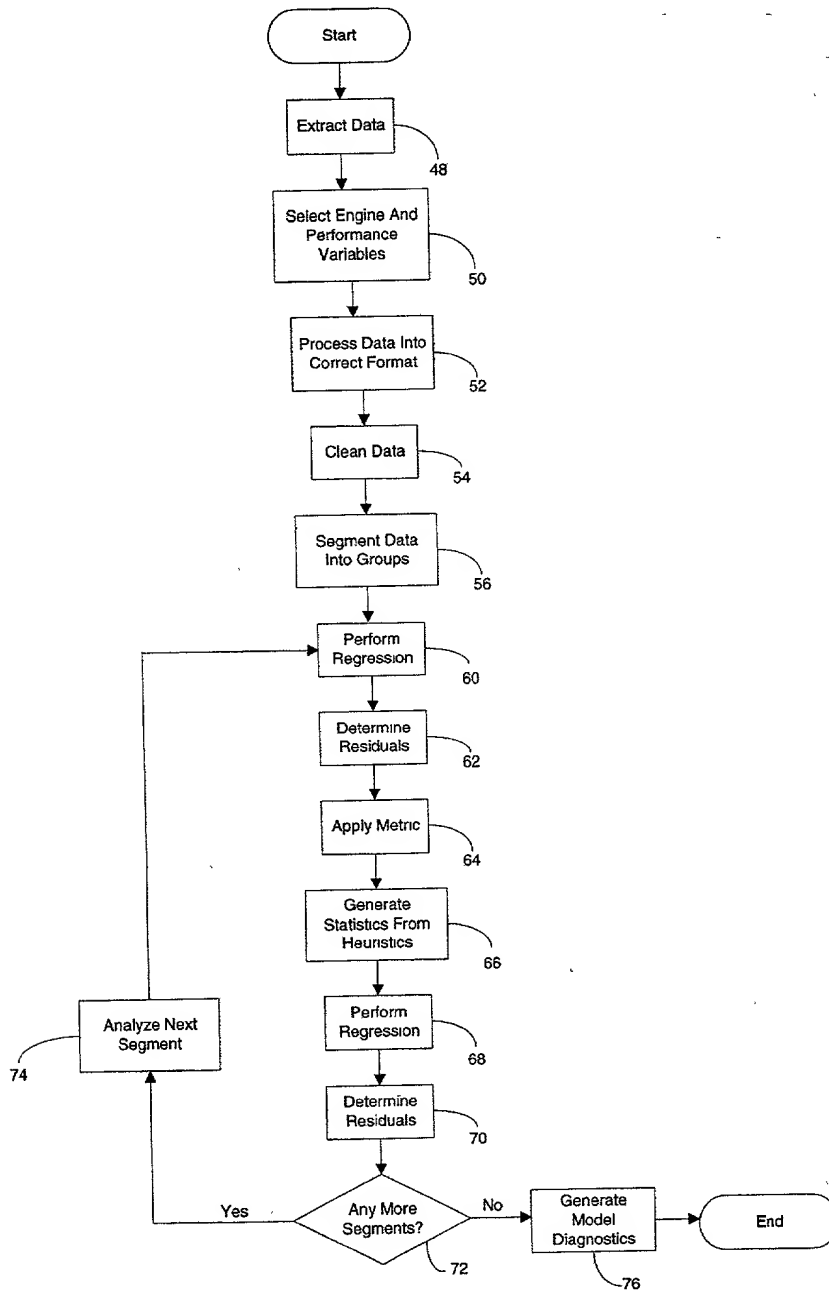 Start
Extract Data
48
Select Engine And
Performance
Variables
50
Process Data Into
Correct Format
52
Clean Data
54
Segment Data
Into Groups
56
Perform
Regression
60
Determine
Residuals
62
Apply Metric
64
Generate
Statistics From
Heuristics
66
Perform
Regression
68
Analyze Next
Segment
74
Determine
Residuals
70
Yes
Any More
Segments?
72
No
Generate
Model
Diagnostics
76
End